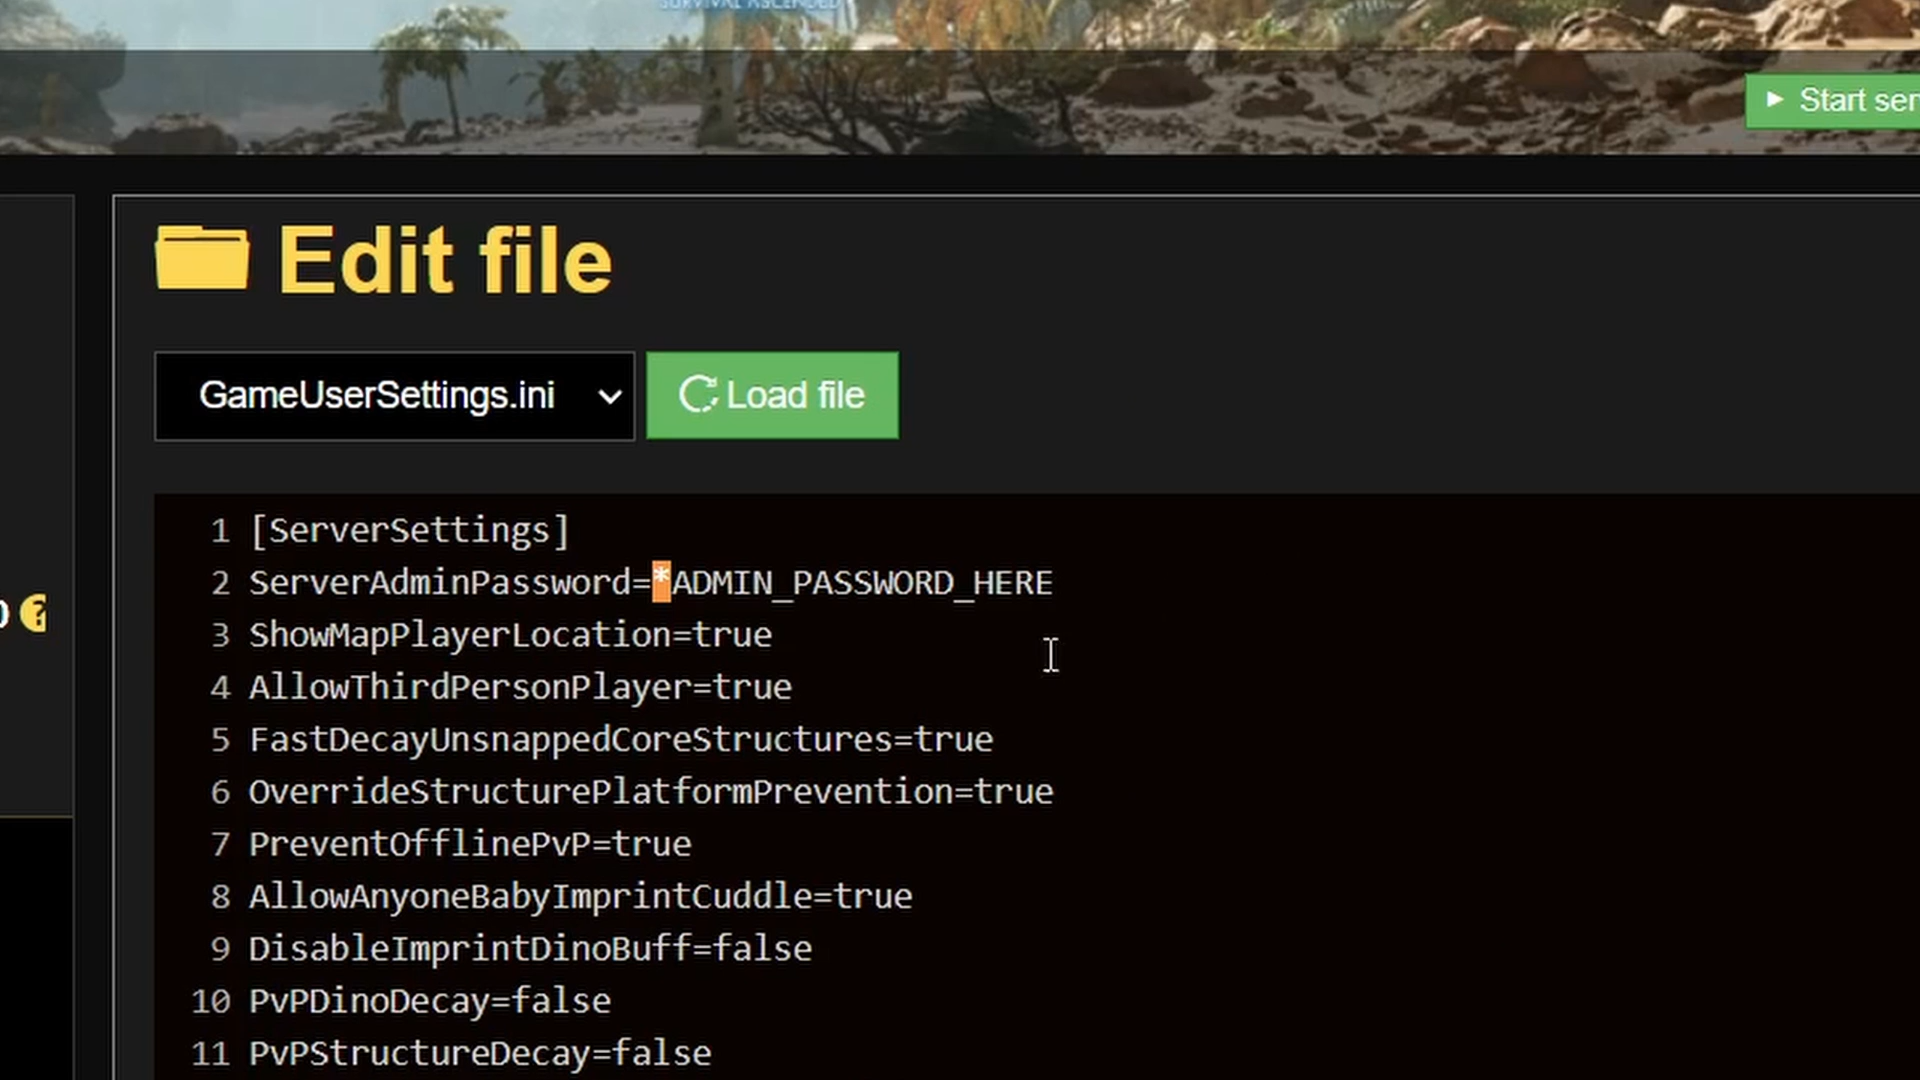 SURVIVAL ASCENDED
Start ser
Edit file
GameUserSettings.ini
Load file
1 [ServerSettings]
2 ServerAdminPassword=*ADMIN_PASSWORD_HERE
3 ShowMapPlayerLocation=true
4 AllowThirdPersonPlayer=true
5 FastDecayUnsnappedCoreStructures=true
6 OverrideStructurePlatformPrevention=true
7 PreventOfflinePvP=true
8 AllowAnyoneBabyImprintCuddle=true
9 DisableImprintDinoBuff=false
10 PvPDinoDecay=false
11 PvPStructureDecay=false